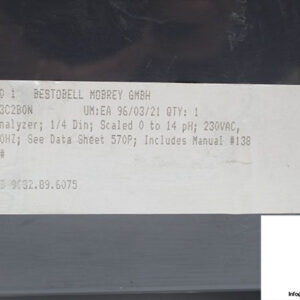 1 BESTOBELL MOBREY GMBH
3C2B0N UM:EA 96/03/21 QTY: 1
nalyzer; 1/4 Din; Scaled 0 to 14 pH; 230VAC,
0HZ; See Data Sheet 570P; Includes Manual #138
#
9032.89.6075